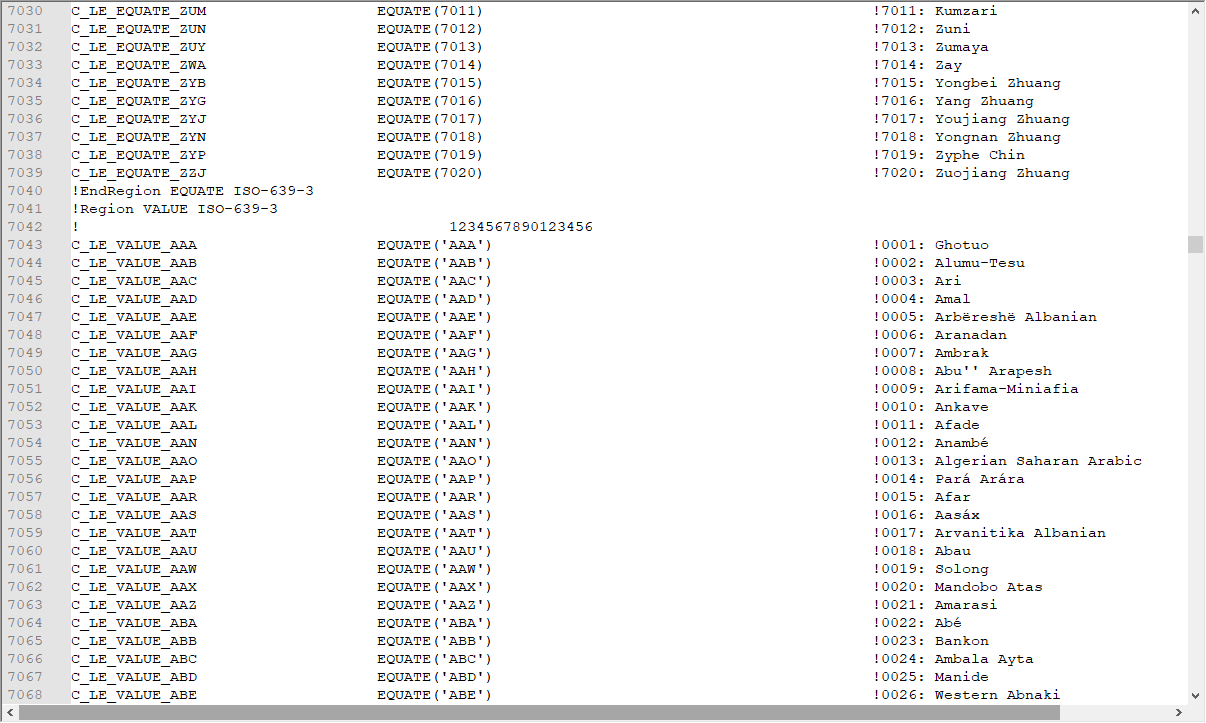 7030 C_LE_EQUATE_ZUM EQUATE(7011) !7011: Kumzari
7031 C_LE_EQUATE_ZUN EQUATE(7012) !7012: Zuni
7032 C_LE_EQUATE_ZUY EQUATE(7013) !7013: Zumaya
7033 C_LE_EQUATE_ZWA EQUATE(7014) !7014: Zay
7034 C_LE_EQUATE_ZYB EQUATE(7015) !7015: Yongbei Zhuang
7035 C_LE_EQUATE_ZYG EQUATE(7016) !7016: Yang Zhuang
7036 C_LE_EQUATE_ZYJ EQUATE(7017) !7017: Youjiang Zhuang
7037 C_LE_EQUATE_ZYN EQUATE(7018) !7018: Yongnan Zhuang
7038 C_LE_EQUATE_ZYP EQUATE(7019) !7019: Zyphe Chin
7039 C_LE_EQUATE_ZZJ EQUATE(7020) !7020: Zuojiang Zhuang
7040 !EndRegion EQUATE ISO-639-3
7041 !Region VALUE ISO-639-3
7042 ! 1234567890123456
7043 C_LE_VALUE_AAA EQUATE('AAA') !0001: Ghotuo
7044 C_LE_VALUE_AAB EQUATE('AAB') !0002: Alumu-Tesu
7045 C_LE_VALUE_AAC EQUATE('AAC') !0003: Ari
7046 C_LE_VALUE_AAD EQUATE('AAD') !0004: Amal
7047 C_LE_VALUE_AAE EQUATE('AAE') !0005: Arbëreshë Albanian
7048 C_LE_VALUE_AAF EQUATE('AAF') !0006: Aranadan
7049 C_LE_VALUE_AAG EQUATE('AAG') !0007: Ambrak
7050 C_LE_VALUE_AAH EQUATE('AAH') !0008: Abu'' Arapesh
7051 C_LE_VALUE_AAI EQUATE('AAI') !0009: Arifama-Miniafia
7052 C_LE_VALUE_AAK EQUATE('AAK') !0010: Ankave
7053 C_LE_VALUE_AAL EQUATE('AAL') !0011: Afade
7054 C_LE_VALUE_AAN EQUATE('AAN') !0012: Anambé
7055 C_LE_VALUE_AAO EQUATE('AAO') !0013: Algerian Saharan Arabic
7056 C_LE_VALUE_AAP EQUATE('AAP') !0014: Pará Arára
7057 C_LE_VALUE_AAR EQUATE('AAR') !0015: Afar
7058 C_LE_VALUE_AAS EQUATE('AAS') !0016: Aasáx
7059 C_LE_VALUE_AAT EQUATE('AAT') !0017: Arvanitika Albanian
7060 C_LE_VALUE_AAU EQUATE('AAU') !0018: Abau
7061 C_LE_VALUE_AAW EQUATE('AAW') !0019: Solong
7062 C_LE_VALUE_AAX EQUATE('AAX') !0020: Mandobo Atas
7063 C_LE_VALUE_AAZ EQUATE('AAZ') !0021: Amarasi
7064 C_LE_VALUE_ABA EQUATE('ABA') !0022: Abé
7065 C_LE_VALUE_ABB EQUATE('ABB') !0023: Bankon
7066 C_LE_VALUE_ABC EQUATE('ABC') !0024: Ambala Ayta
7067 C_LE_VALUE_ABD EQUATE('ABD') !0025: Manide
7068 C_LE_VALUE_ABE EQUATE('ABE') !0026: Western Abnaki